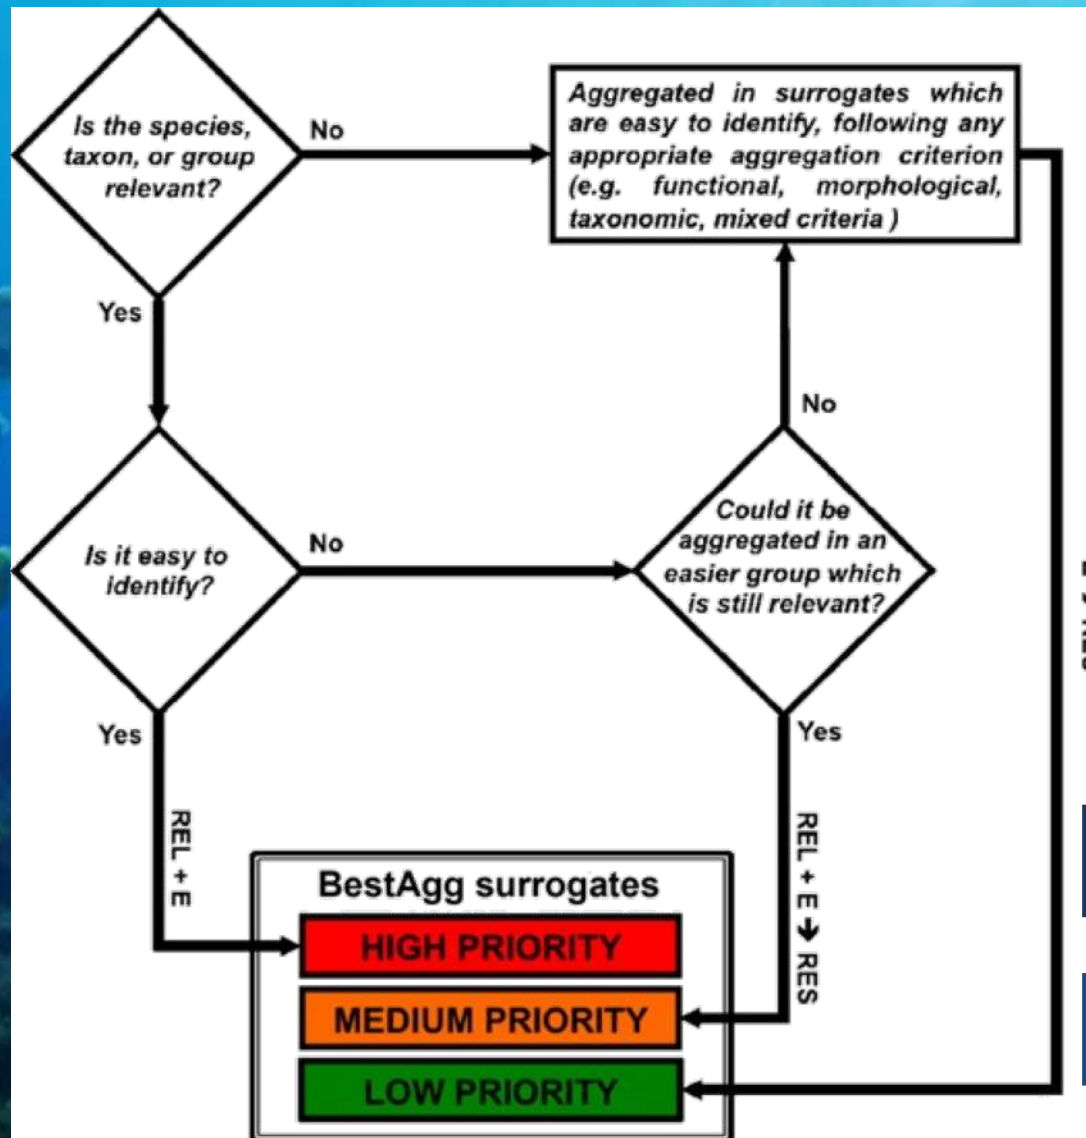 Is the species,
taxon, or group
relevant?
No
Aggregated in surrogates which
are easy to identify, following any
appropriate aggregation criterion
(e.g. functional, morphological,
taxonomic, mixed criteria )
Yes
No
Is it easy to
identify?
No
Could it be
aggregated in an
easier group which
is still relevant?
Yes
Yes
REL + E
REL + E → RES
BestAgg surrogates
HIGH PRIORITY
MEDIUM PRIORITY
LOW PRIORITY